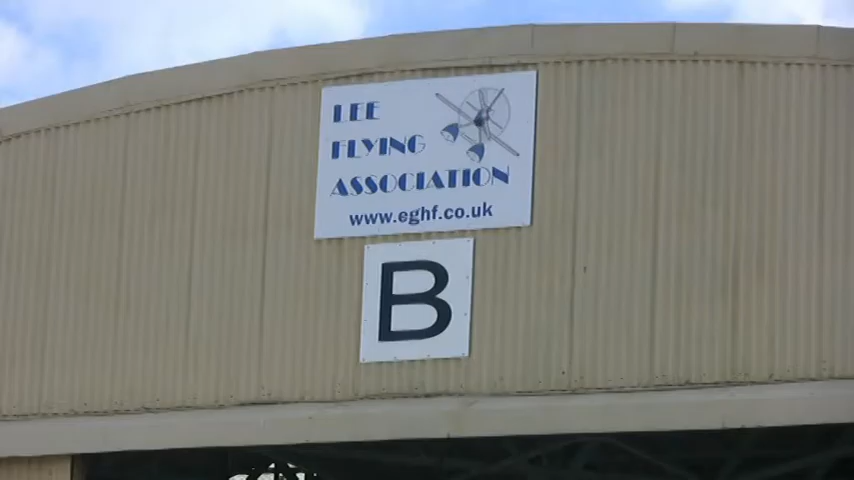 LEE
FLYING
ASSOCIATION
www.eghf.co.uk
B